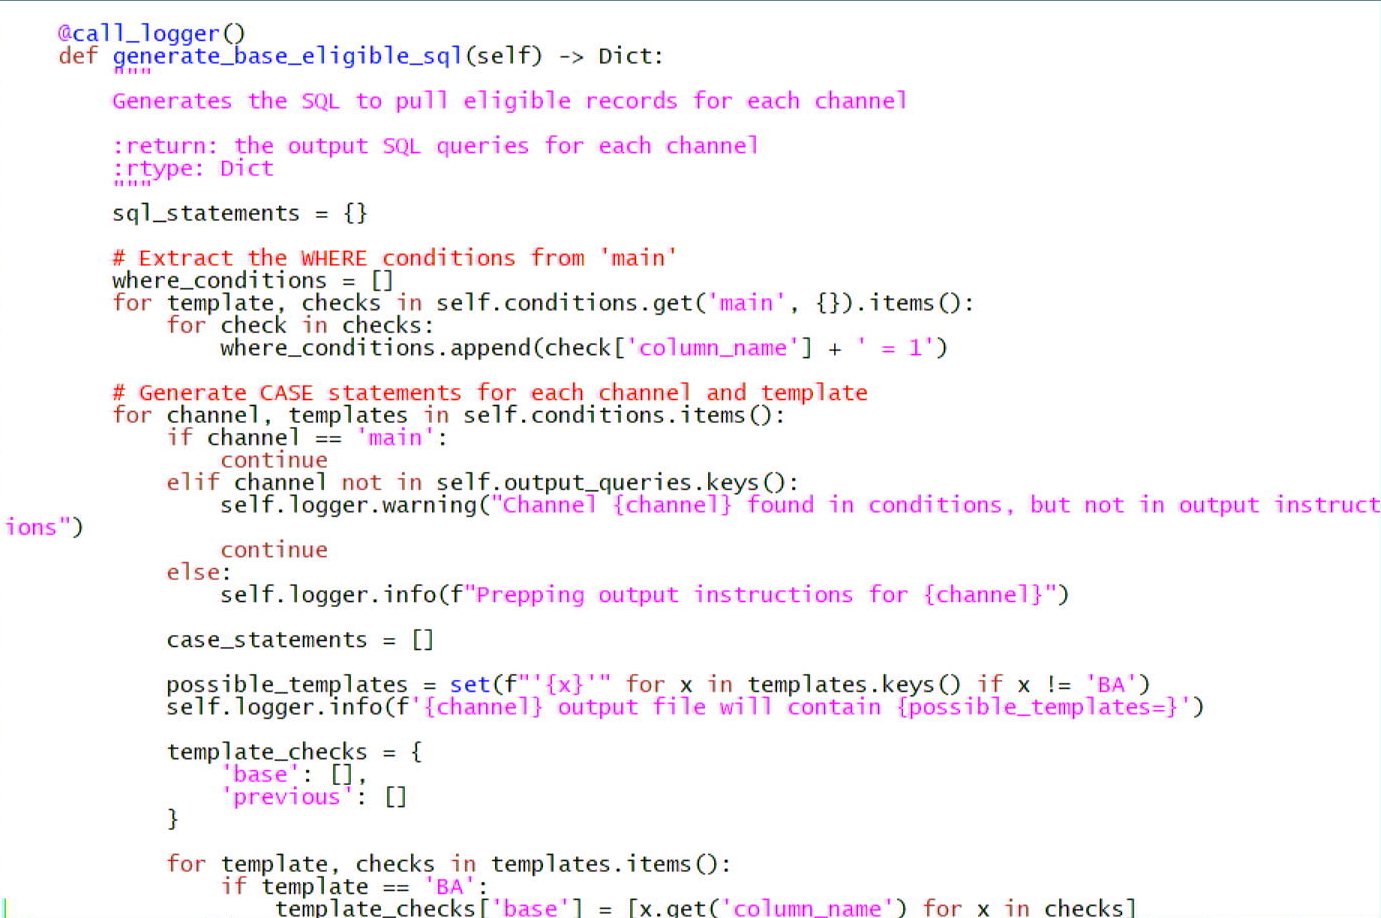 @call_logger()
def generate_base_eligible_sql(self) -> Dict:
"""
Generates the SQL to pull eligible records for each channel
:return: the output SQL queries for each channel
:rtype: Dict
"""
sql_statements = {}
# Extract the WHERE conditions from 'main'
where_conditions = []
for template, checks in self.conditions.get('main', {}).items():
for check in checks:
where_conditions.append(check['column_name'] + ' = 1')
# Generate CASE statements for each channel and template
for channel, templates in self.conditions.items():
if channel == 'main':
continue
elif channel not in self.output_queries.keys():
self.logger.warning("Channel {channel} found in conditions, but not in output instruct
ions")
continue
else:
self.logger.info(f"Prepping output instructions for {channel}")
case_statements = []
possible_templates = set(f"'{x}'" for x in templates.keys() if x != 'BA')
self.logger.info(f'{channel} output file will contain {possible_templates=}')
template_checks = {
'base': [],
'previous': []
}
for template, checks in templates.items():
if template == 'BA':
template_checks['base'] = [x.get('column_name') for x in checks]